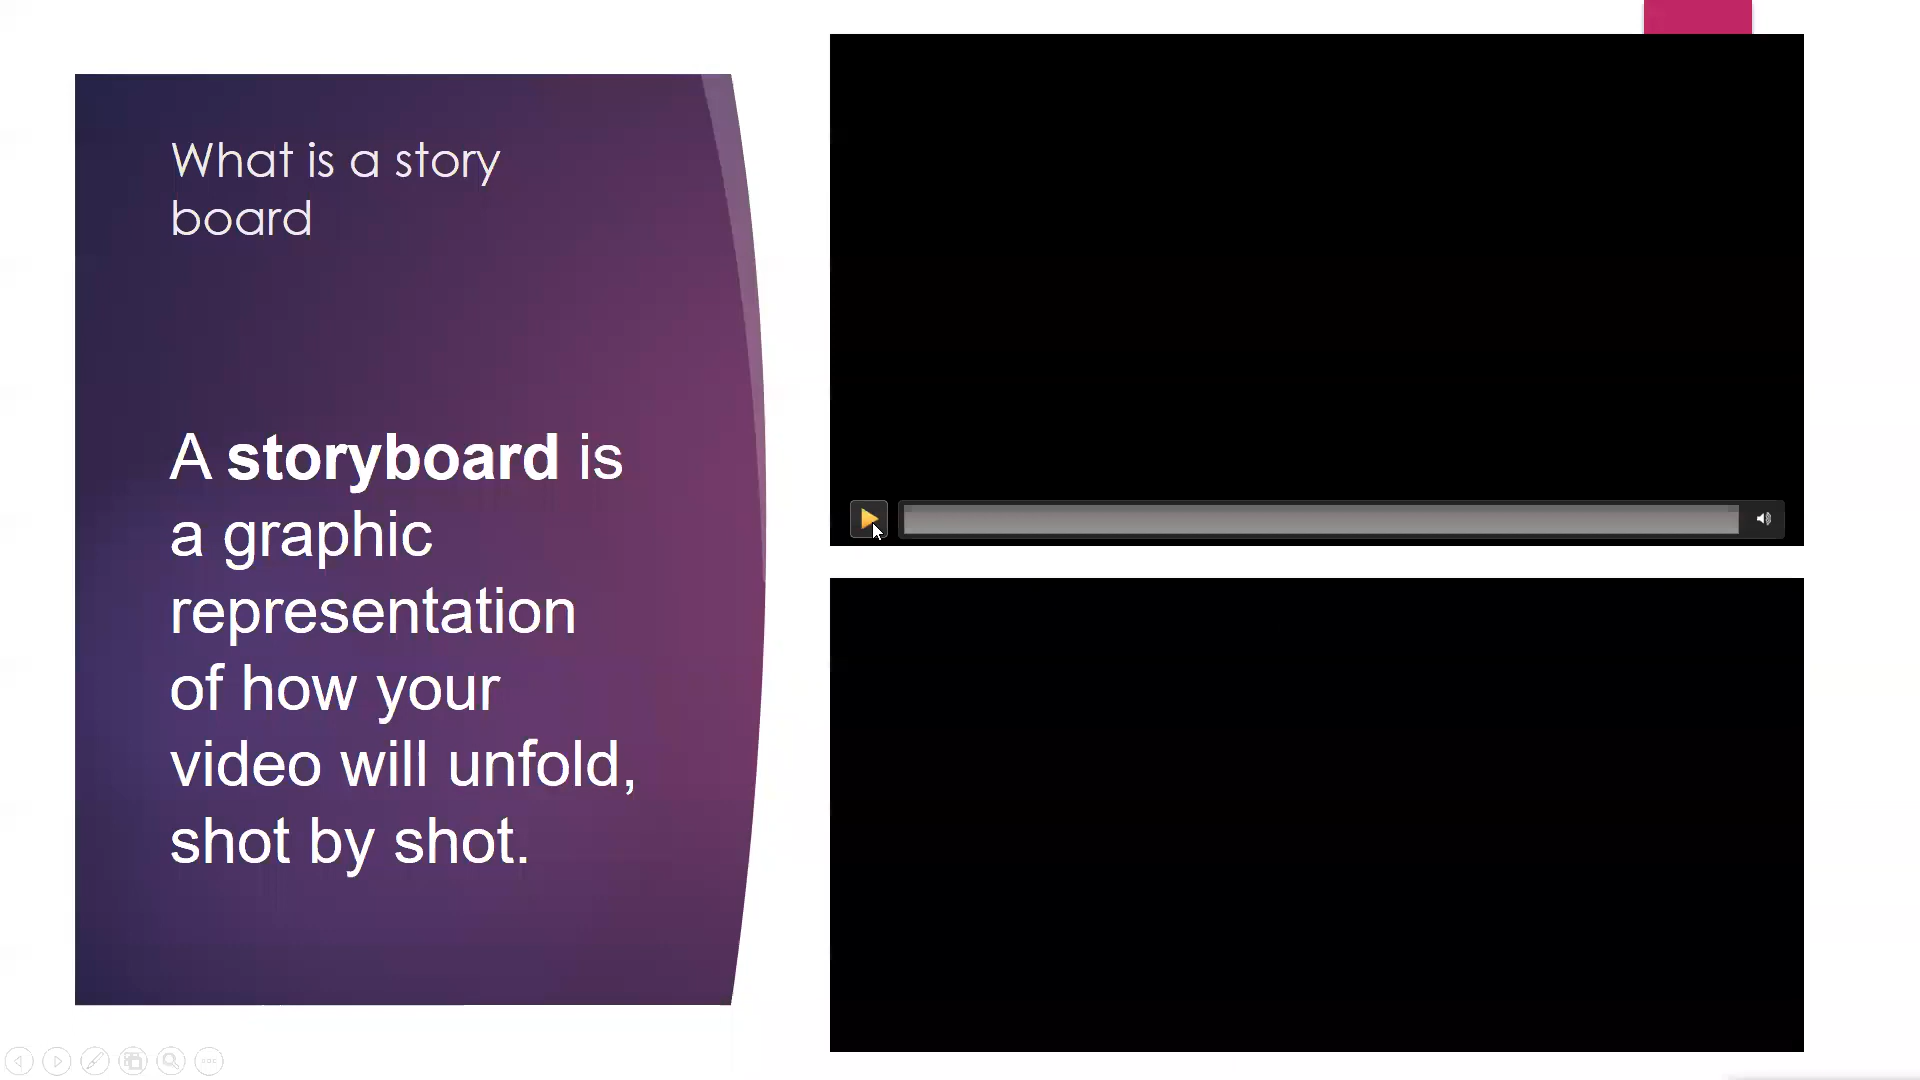 What is a story
board
A storyboard is
a graphic
representation
of how your
video will unfold,
shot by shot.